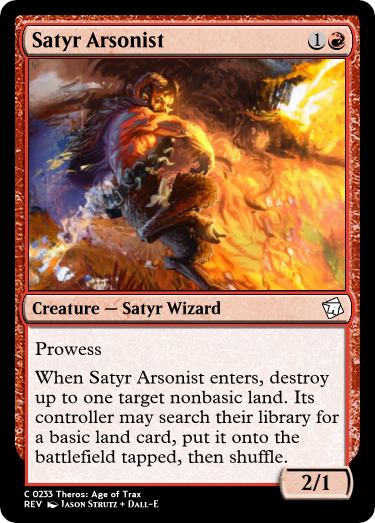 Satyr Arsonist 1
Creature — Satyr Wizard
Prowess
When Satyr Arsonist enters, destroy
up to one target nonbasic land. Its
controller may search their library for
a basic land card, put it onto the
battlefield tapped, then shuffle.
2/1
C 0233 Theros: Age of Trax
REV Jason Strutz + Dall-E